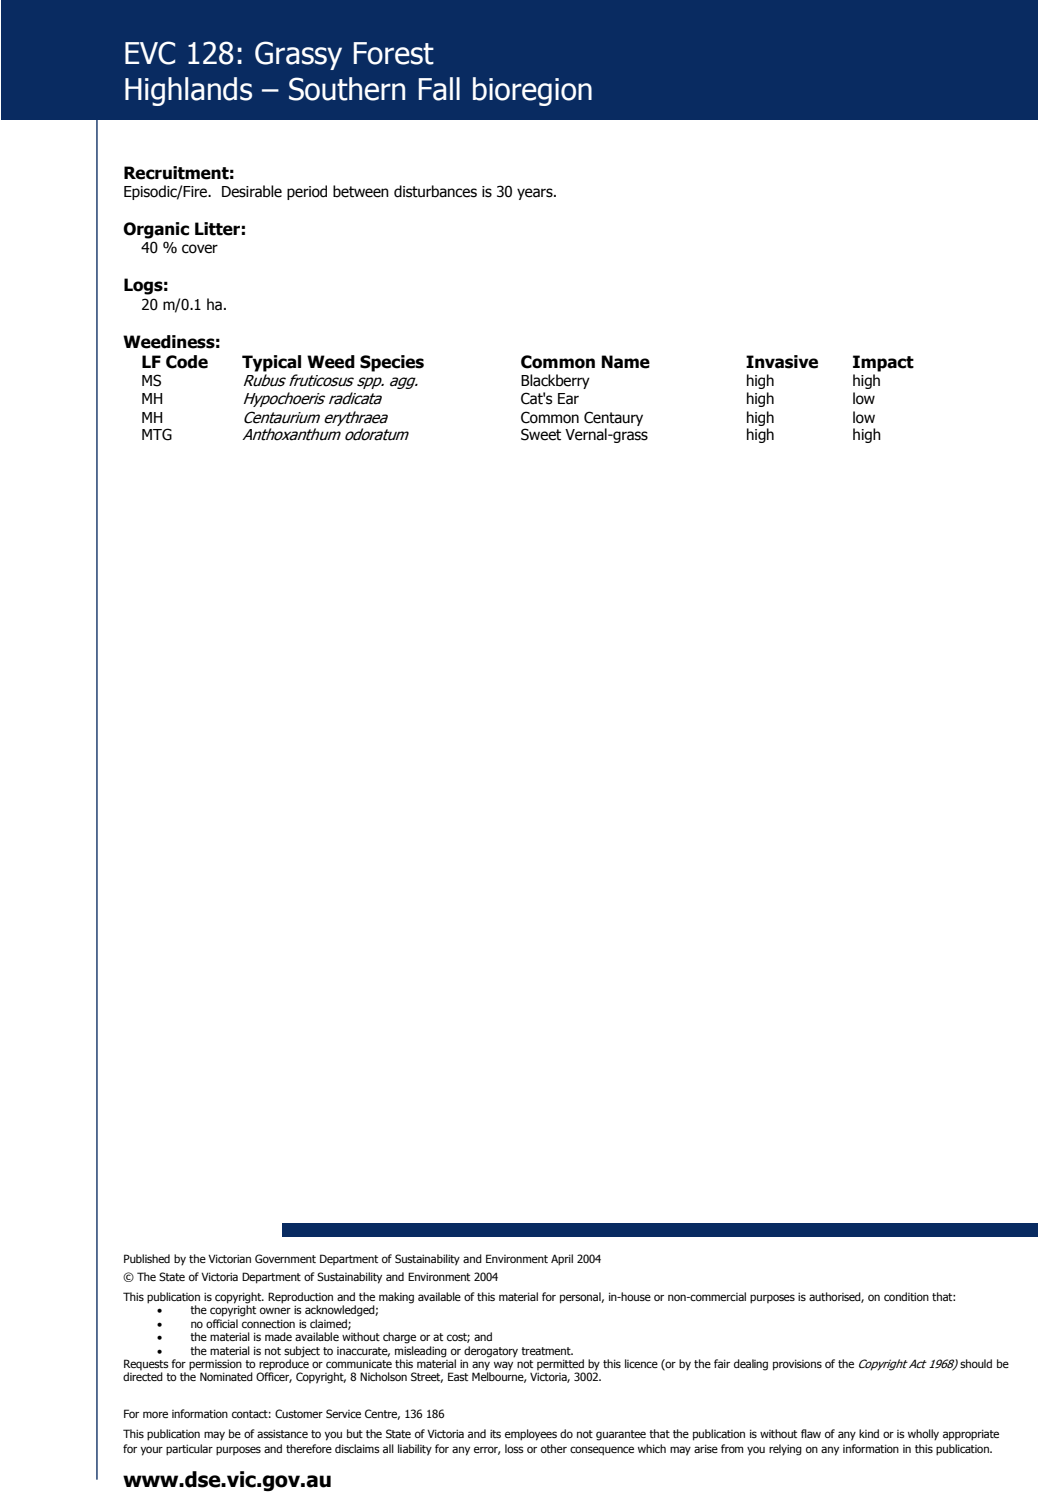 EVC 128: Grassy Forest
Highlands – Southern Fall bioregion
Recruitment:
Episodic/Fire. Desirable period between disturbances is 30 years.
Organic Litter:
40 % cover
Logs:
20 m/0.1 ha.
Weediness:
LF Code Typical Weed Species Common Name Invasive Impact
MS Rubus fruticosus spp. agg. Blackberry high high
MH Hypochoeris radicata Cat's Ear high low
MH Centaurium erythraea Common Centaury high low
MTG Anthoxanthum odoratum Sweet Vernal-grass high high
Published by the Victorian Government Department of Sustainability and Environment April 2004
© The State of Victoria Department of Sustainability and Environment 2004
This publication is copyright. Reproduction and the making available of this material for personal, in-house or non-commercial purposes is authorised, on condition that:
• the copyright owner is acknowledged;
• no official connection is claimed;
• the material is made available without charge or at cost; and
• the material is not subject to inaccurate, misleading or derogatory treatment.
Requests for permission to reproduce or communicate this material in any way not permitted by this licence (or by the fair dealing provisions of the Copyright Act 1968) should be
directed to the Nominated Officer, Copyright, 8 Nicholson Street, East Melbourne, Victoria, 3002.
For more information contact: Customer Service Centre, 136 186
This publication may be of assistance to you but the State of Victoria and its employees do not guarantee that the publication is without flaw of any kind or is wholly appropriate
for your particular purposes and therefore disclaims all liability for any error, loss or other consequence which may arise from you relying on any information in this publication.
www.dse.vic.gov.au